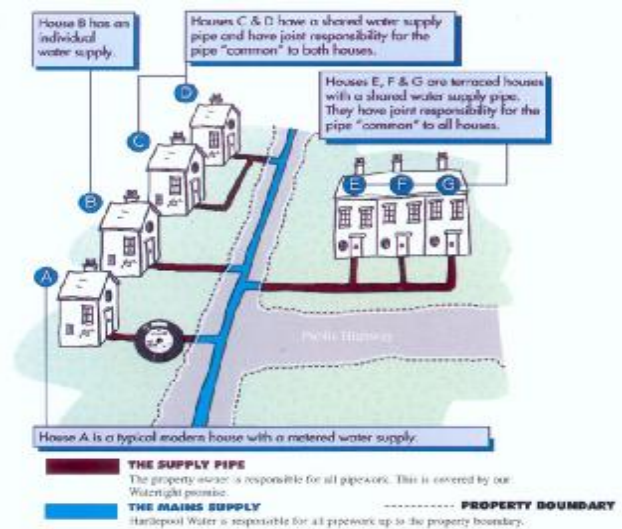 House B has an
individual
water supply.
Houses C & D have a shared water supply
pipe and have joint responsibility for the
pipe "common" to both houses.
Houses E, F & G are terraced houses
with a shared water supply pipe.
They have joint responsibility for the
pipe "common" to all houses.
D
C
B
A
E F G
Public Highway
House A is a typical modern house with a metered water supply.
THE SUPPLY PIPE
The property owner is responsible for all pipework. This is covered by our
Watertight promise.
THE MAINS SUPPLY
PROPERTY BOUNDARY
Hartlepool Water is responsible for all pipework up to the property boundary.